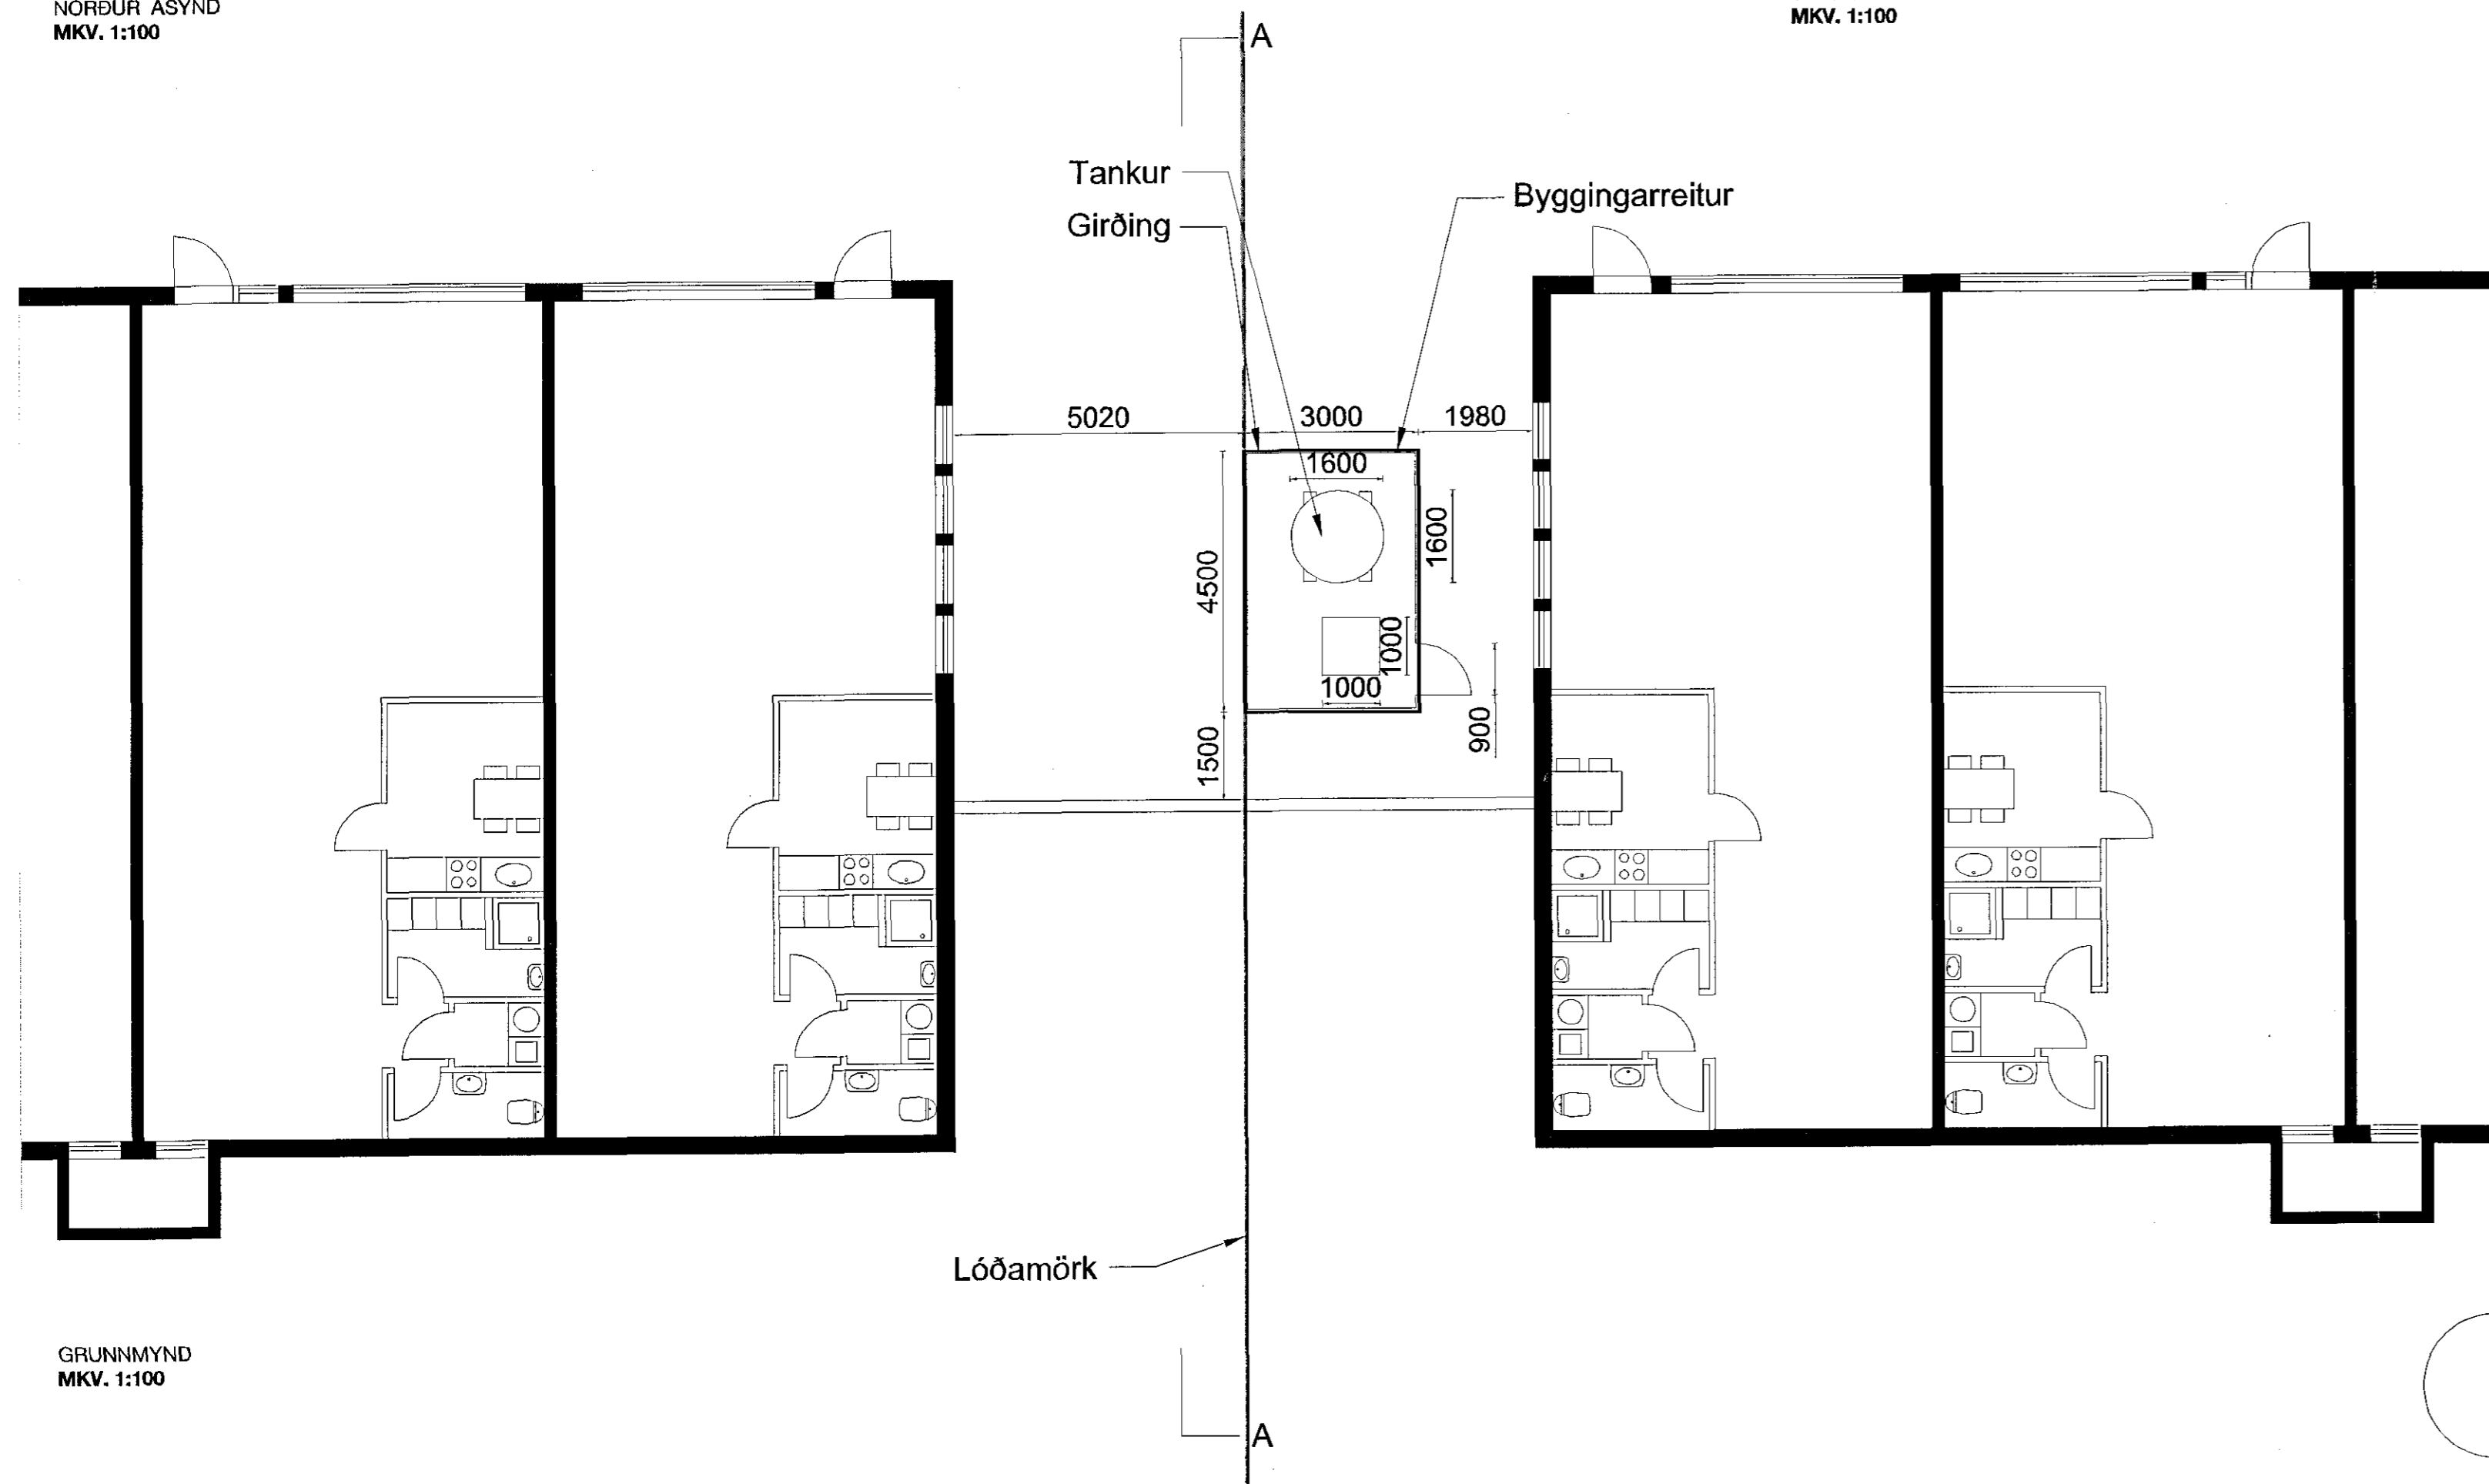 NORÐUR ÁSÝND
MKV. 1:100
MKV. 1:100
A
Tankur
Girðing
Byggingarreitur
5020
3000
1980
1600
1600
4500
1000
1000
900
1500
Lóðamörk
GRUNNMYND
MKV. 1:100
A